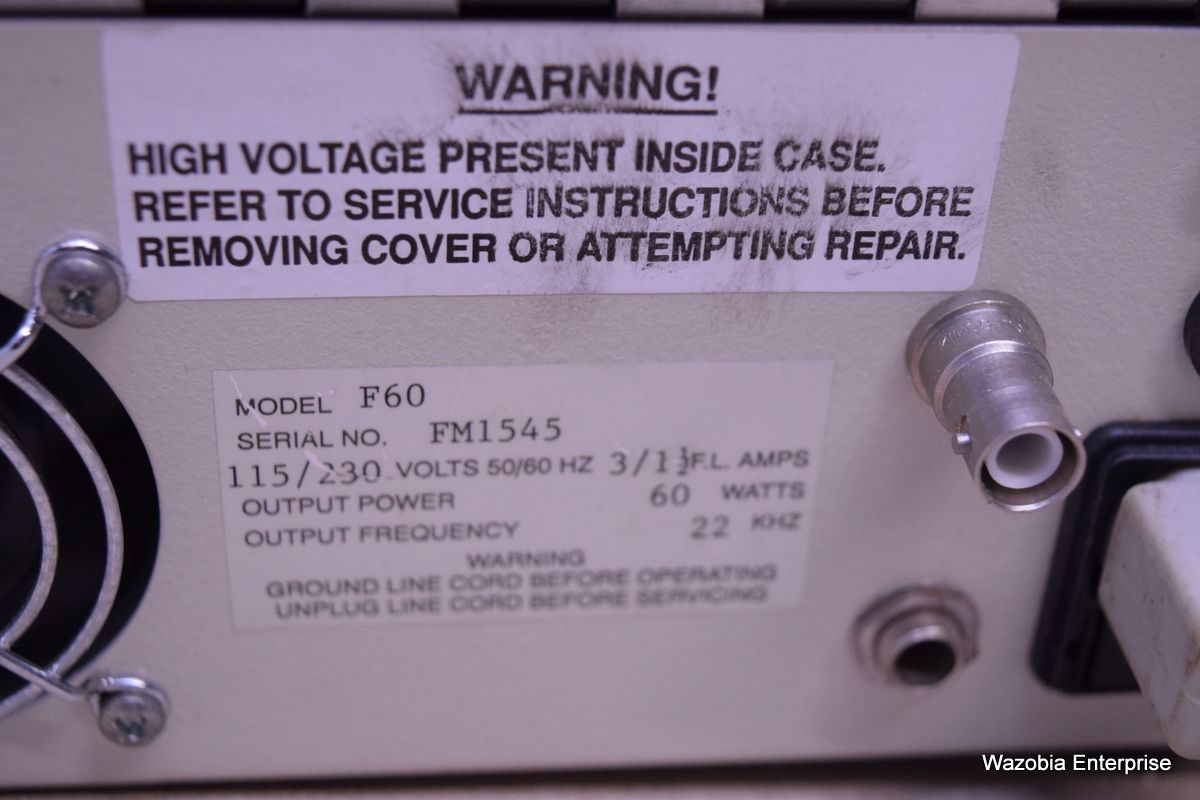 WARNING!
HIGH VOLTAGE PRESENT INSIDE CASE.
REFER TO SERVICE INSTRUCTIONS BEFORE
REMOVING COVER OR ATTEMPTING REPAIR.
MODEL F60
SERIAL NO. FM1545
115/230 VOLTS 50/60 HZ 3/1½ F.L. AMPS
OUTPUT POWER 60 WATTS
OUTPUT FREQUENCY 22 KHZ
WARNING
GROUND LINE CORD BEFORE OPERATING
UNPLUG LINE CORD BEFORE SERVICING
Wazobia Enterprise